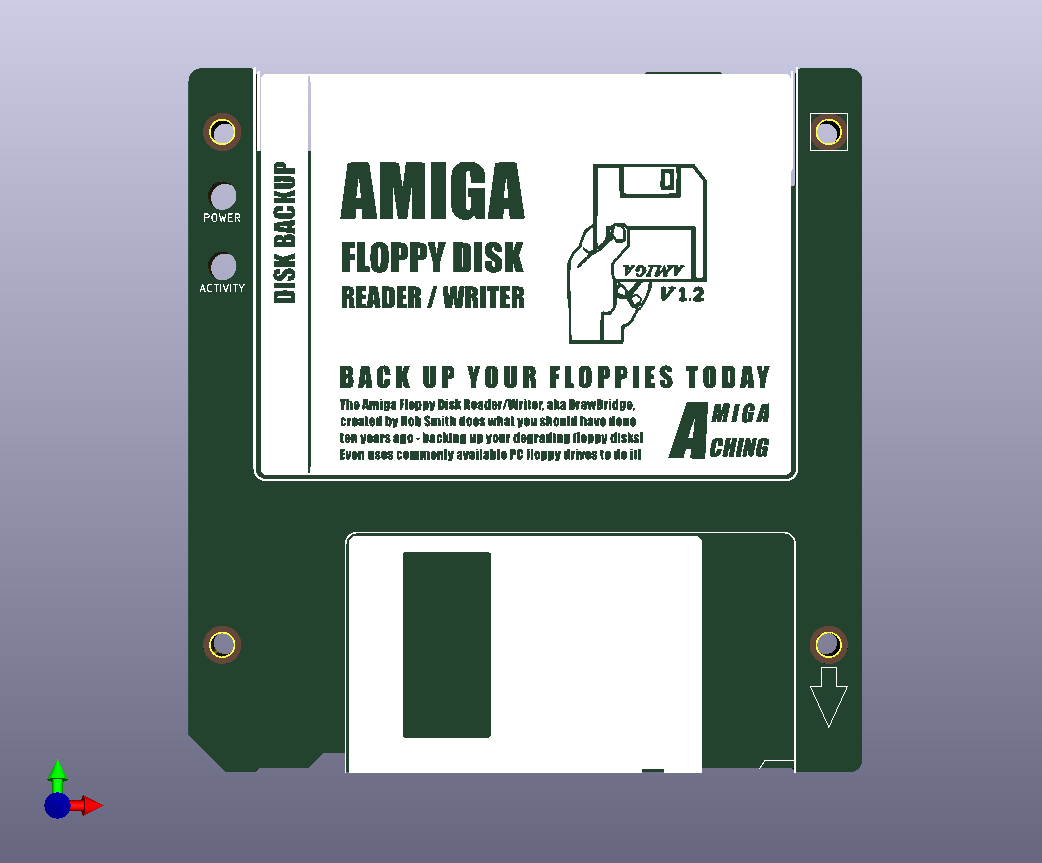 POWER
ACTIVITY
DISK BACKUP
AMIGA
FLOPPY DISK
READER / WRITER
AMIGA
V 1.2
BACK UP YOUR FLOPPIES TODAY
The Amiga Floppy Disk Reader/Writer, aka DrawBridge,
created by Rob Smith does what you should have done
ten years ago - backing up your degrading floppy disks!
Even uses commonly available PC floppy drives to do it!
AMIGA
ACHING